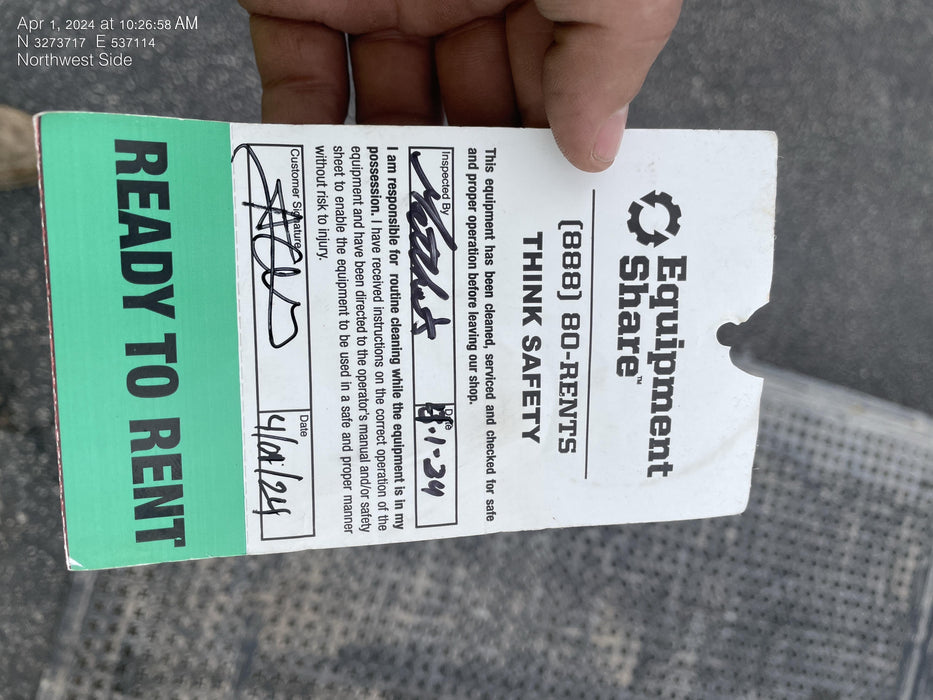 Apr 1, 2024 at 10:26:58 AM
N 3273717 E 537114
Northwest Side
Equipment
Share™
(888) 80-RENTS
THINK SAFETY
This equipment has been cleaned, serviced and checked for safe
and proper operation before leaving our shop.
Inspected By
Date
.1-24
I am responsible for routine cleaning while the equipment is in my
possession. I have received instructions on the correct operation of the
equipment and have been directed to the operator's manual and/or safety
sheet to enable the equipment to be used in a safe and proper manner
without risk to injury.
Customer Signature
Date
4/01/24
READY TO RENT